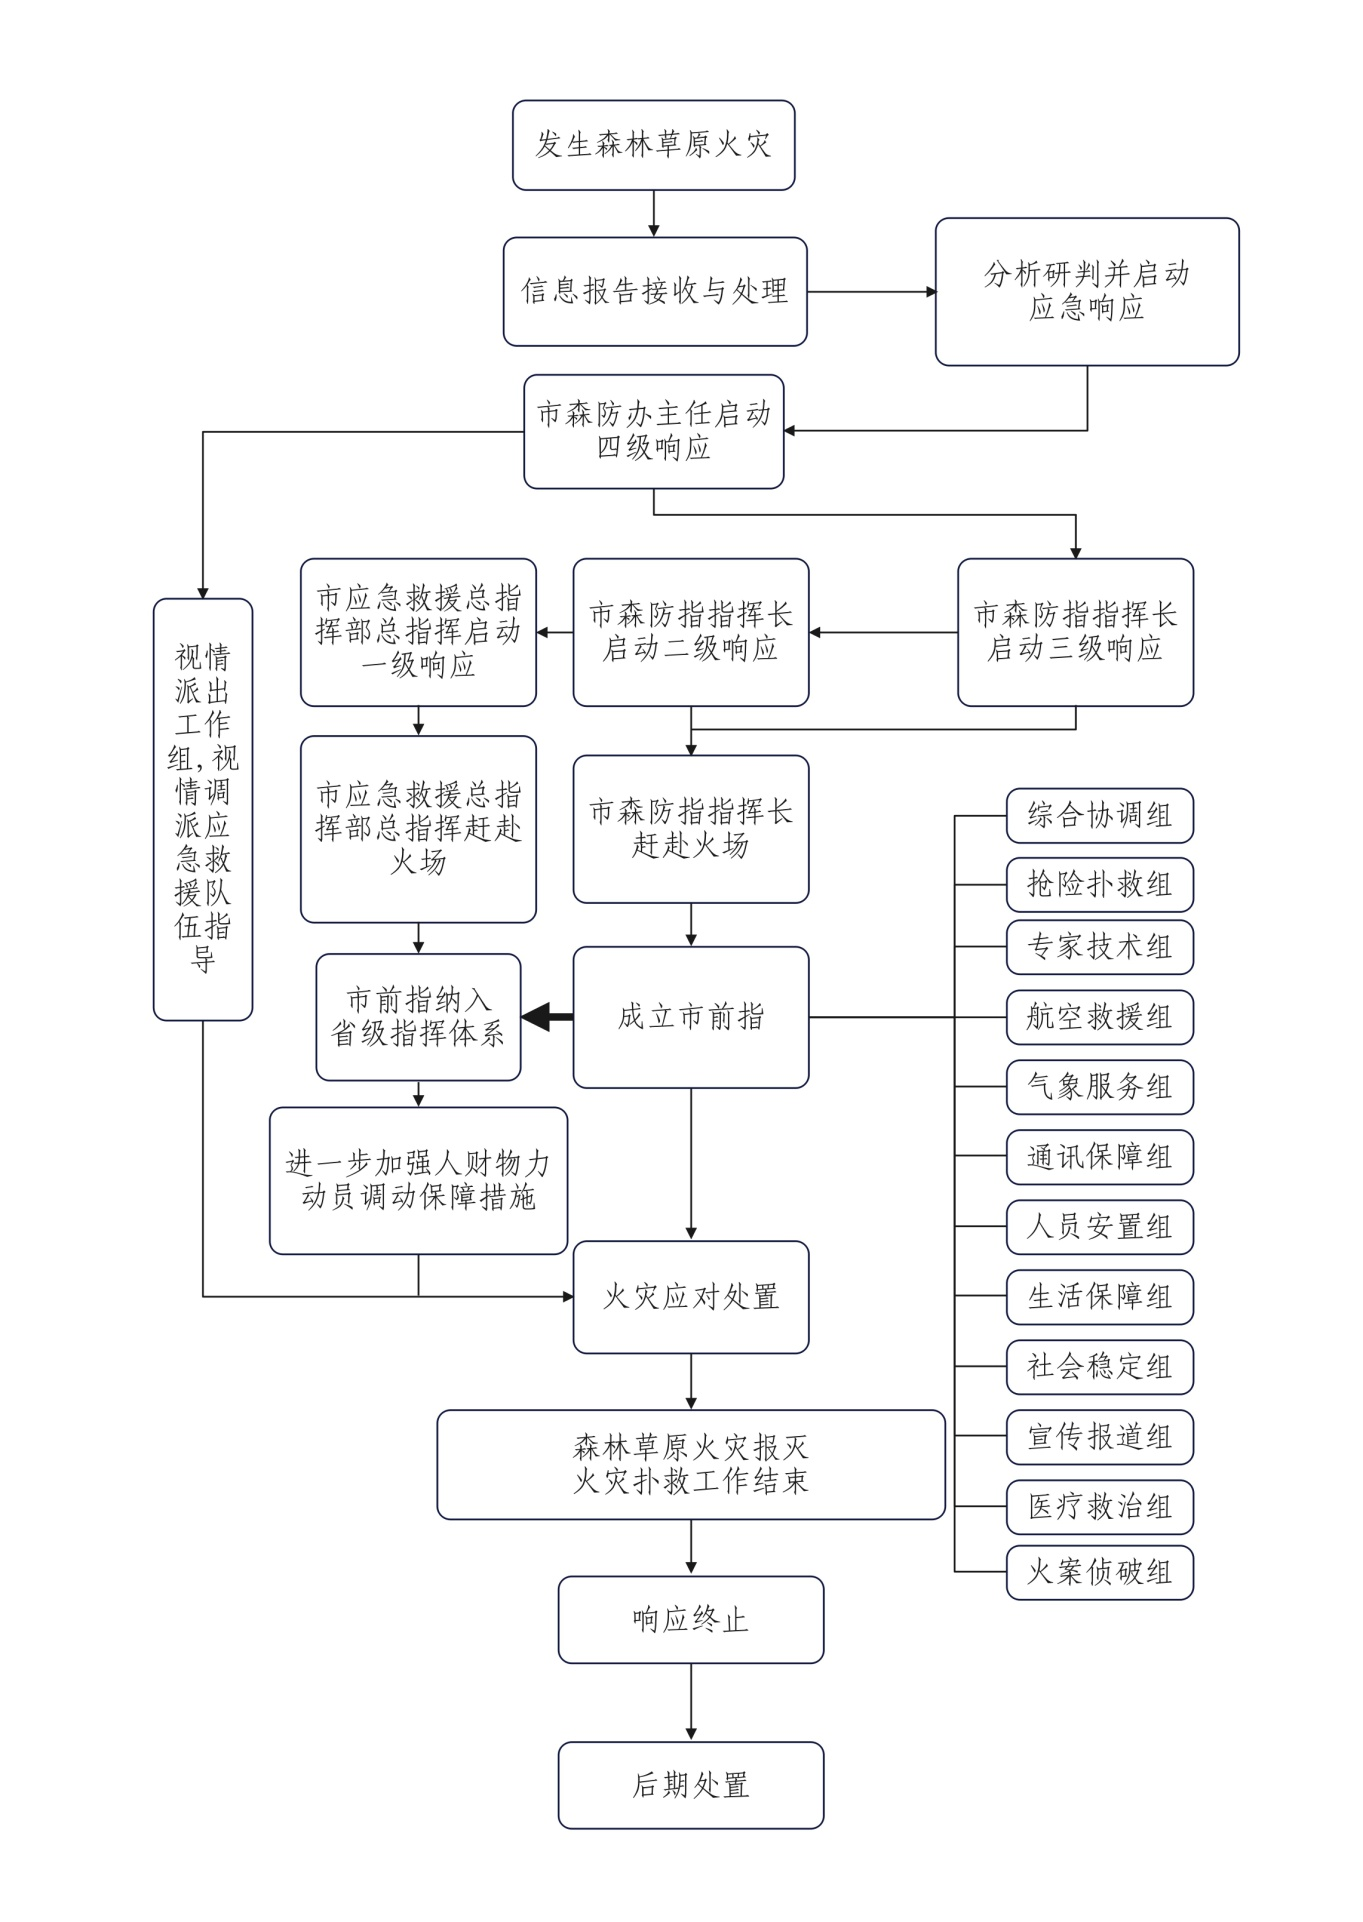 发生森林草原火灾
信息报告接收与处理
分析研判并启动
应急响应
市森防办主任启动
四级响应
市应急救援总指
挥部总指挥启动
一级响应
市森防指指挥长
启动二级响应
市森防指指挥长
启动三级响应
视情
派出
工作
组,视
情调
派应
急救
援队
伍指
导
市应急救援总指
挥部总指挥赶赴
火场
市森防指指挥长
赶赴火场
市前指纳入
省级指挥体系
成立市前指
进一步加强人财物力
动员调动保障措施
综合协调组
抢险扑救组
专家技术组
航空救援组
气象服务组
通讯保障组
人员安置组
生活保障组
社会稳定组
宣传报道组
医疗救治组
火案侦破组
火灾应对处置
森林草原火灾报灭
火灾扑救工作结束
响应终止
后期处置